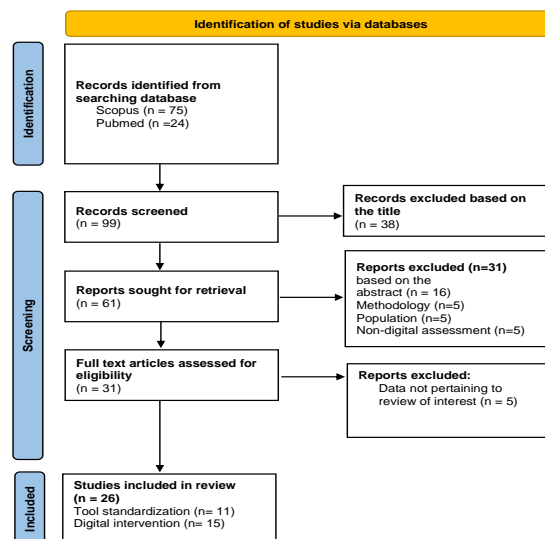 Identification of studies via databases
Identification
Records identified from
searching database
Scopus (n = 75)
Pubmed (n =24)
Screening
Records screened
(n = 99)
Records excluded based on
the title
(n = 38)
Reports sought for retrieval
(n = 61)
Reports excluded (n=31)
based on the
abstract (n = 16)
Methodology (n=5)
Population (n=5)
Non-digital assessment(n=5)
Full text articles assessed for
eligibility
(n = 31)
Reports excluded:
Data not pertaining to
review of interest (n = 5)
Included
Studies included in review
(n = 26)
Tool standardization (n= 11)
Digital intervention (n= 15)